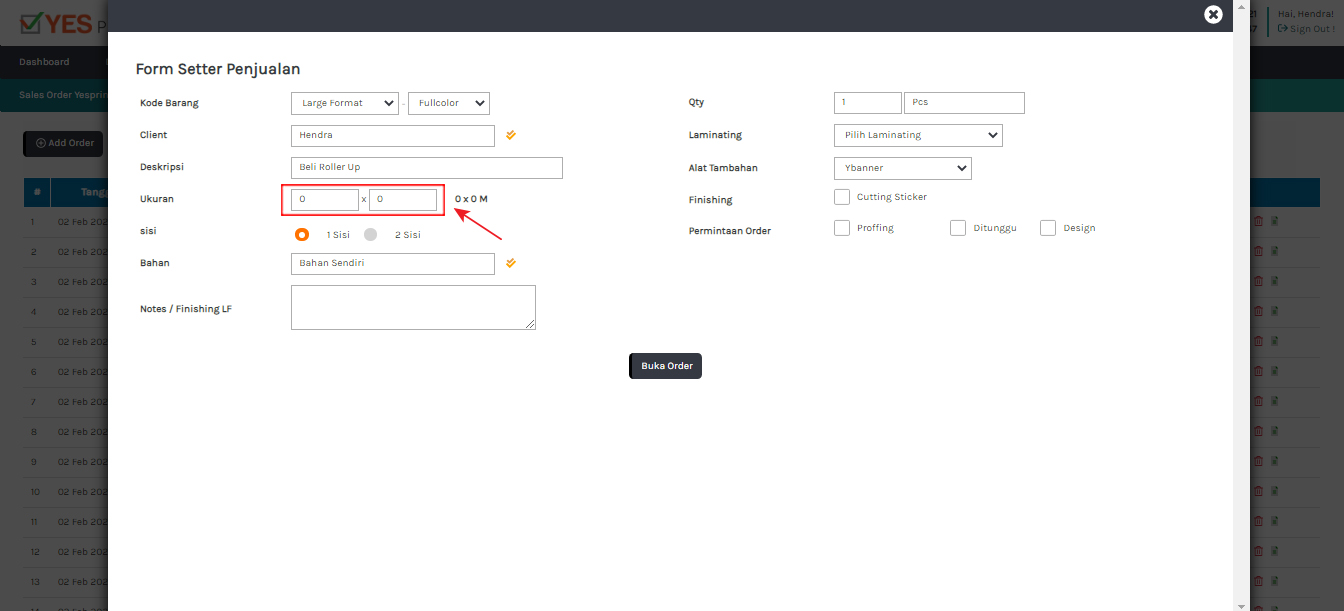 YES P
Hai, Hendra!
Sign Out !
Dashboard
Sales Order Yesprin
Add Order
# Tangg
1 02 Feb 202
2 02 Feb 202
3 02 Feb 202
4 02 Feb 202
5 02 Feb 202
6 02 Feb 202
7 02 Feb 202
8 02 Feb 202
9 02 Feb 202
10 02 Feb 202
11 02 Feb 202
12 02 Feb 202
13 02 Feb 202
Form Setter Penjualan
Kode Barang Large Format - Fullcolor
Client Hendra
Deskripsi Beli Roller Up
Ukuran 0 x 0 0 x 0 M
sisi 1 Sisi 2 Sisi
Bahan Bahan Sendiri
Notes / Finishing LF
Qty 1 Pcs
Laminating Pilih Laminating
Alat Tambahan Ybanner
Finishing Cutting Sticker
Permintaan Order Proffing Ditunggu Design
Buka Order